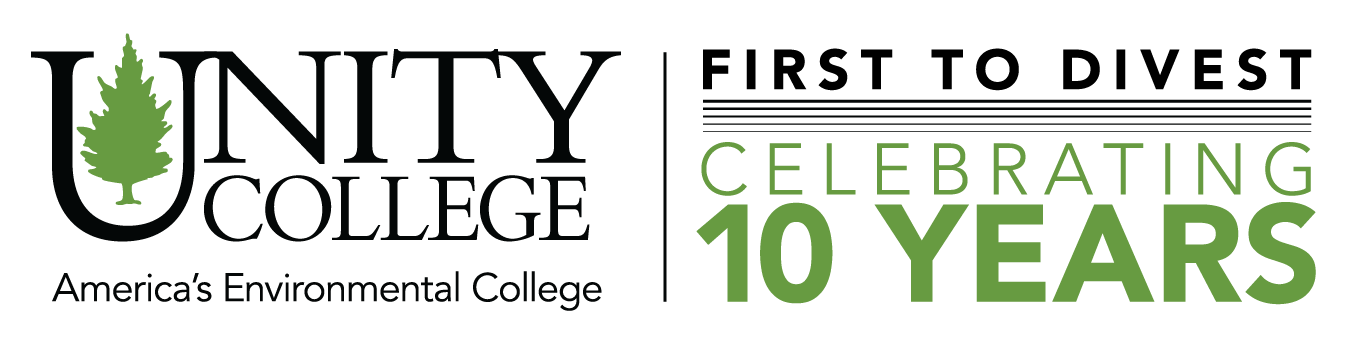 UNITY
COLLEGE
America's Environmental College
FIRST TO DIVEST
CELEBRATING
10 YEARS